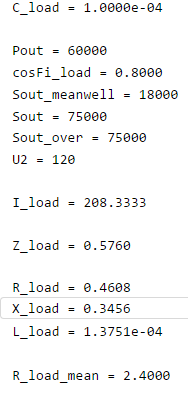 C_load = 1.0000e-04
Pout = 60000
cosFi_load = 0.8000
Sout_meanwell = 18000
Sout = 75000
Sout_over = 75000
U2 = 120
I_load = 208.3333
Z_load = 0.5760
R_load = 0.4608
X_load = 0.3456
L_load = 1.3751e-04
R_load_mean = 2.4000